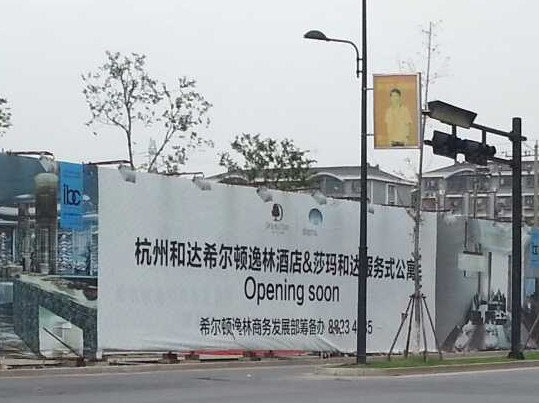 ibc
杭州和达希尔顿逸林酒店&莎玛和达服务式公寓
Opening soon
希尔顿逸林商务发展部筹备办